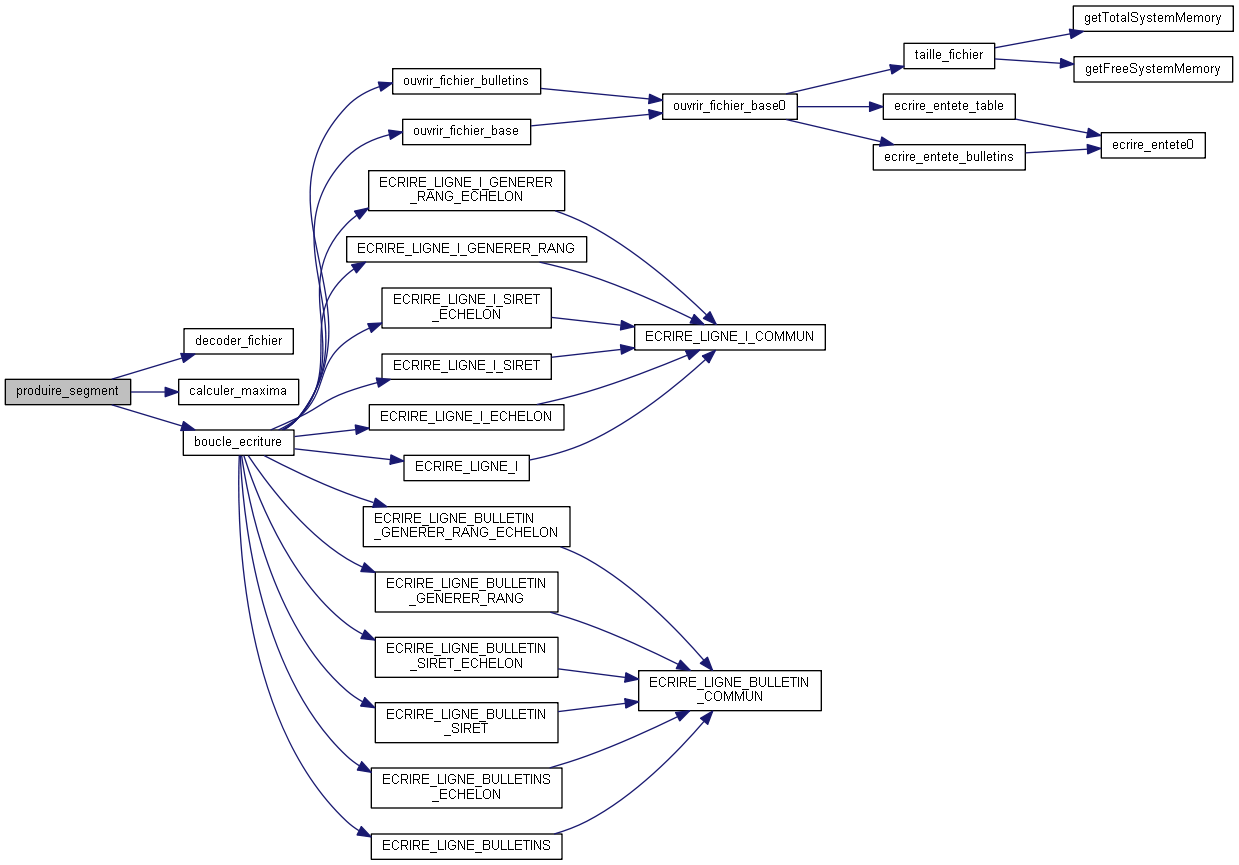 getTotalSystemMemory
taille_fichier
getFreeSystemMemory
ouvrir_fichier_bulletins
ouvrir_fichier_base0
ecrire_entete_table
ouvrir_fichier_base
ecrire_entete0
ecrire_entete_bulletins
ECRIRE_LIGNE_I_GENERER
_RANG_ECHELON
ECRIRE_LIGNE_I_GENERER_RANG
ECRIRE_LIGNE_I_SIRET
_ECHELON
ECRIRE_LIGNE_I_COMMUN
decoder_fichier
ECRIRE_LIGNE_I_SIRET
produire_segment
calculer_maxima
ECRIRE_LIGNE_I_ECHELON
boucle_ecriture
ECRIRE_LIGNE_I
ECRIRE_LIGNE_BULLETIN
_GENERER_RANG_ECHELON
ECRIRE_LIGNE_BULLETIN
_GENERER_RANG
ECRIRE_LIGNE_BULLETIN
_SIRET_ECHELON
ECRIRE_LIGNE_BULLETIN
_COMMUN
ECRIRE_LIGNE_BULLETIN
_SIRET
ECRIRE_LIGNE_BULLETINS
_ECHELON
ECRIRE_LIGNE_BULLETINS